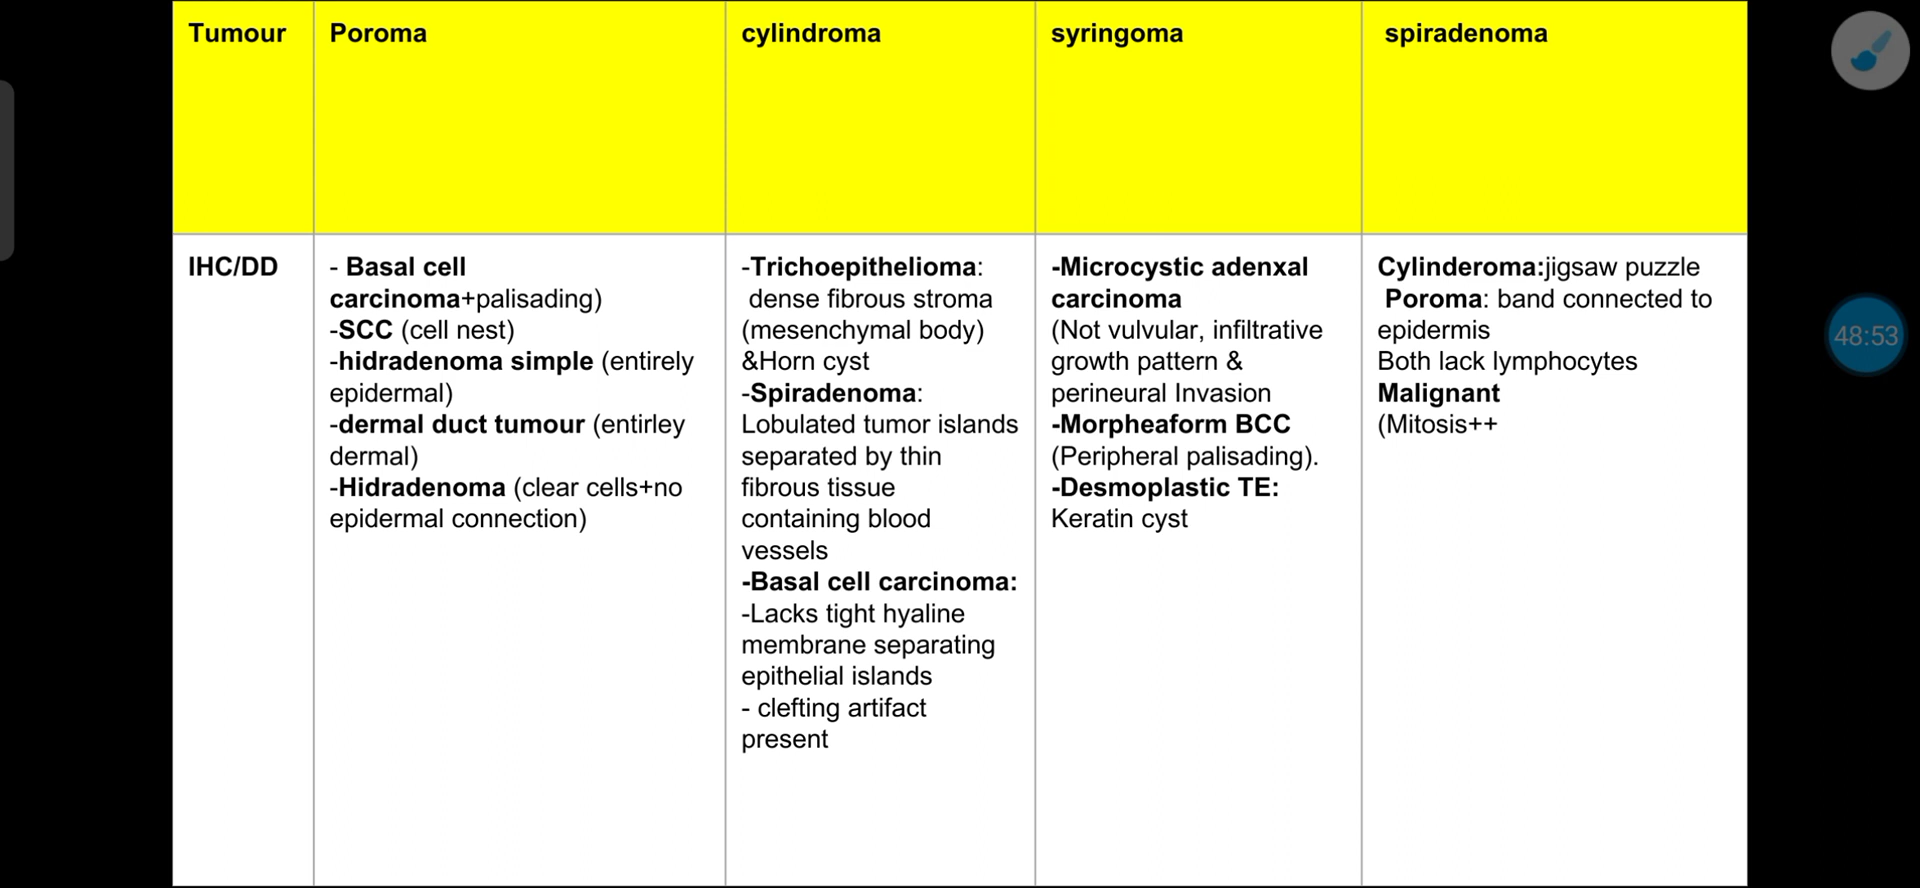 Tumour
Poroma
cylindroma
syringoma
spiradenoma
IHC/DD
- Basal cell
carcinoma+palisading)
-SCC (cell nest)
-hidradenoma simple (entirely
epidermal)
-dermal duct tumour (entirley
dermal)
-Hidradenoma (clear cells+no
epidermal connection)
-Trichoepithelioma:
dense fibrous stroma
(mesenchymal body)
&Horn cyst
-Spiradenoma:
Lobulated tumor islands
separated by thin
fibrous tissue
containing blood
vessels
-Basal cell carcinoma:
-Lacks tight hyaline
membrane separating
epithelial islands
- clefting artifact
present
-Microcystic adenxal
carcinoma
(Not vulvular, infiltrative
growth pattern &
perineural Invasion
-Morpheaform BCC
(Peripheral palisading).
-Desmoplastic TE:
Keratin cyst
Cylinderoma:jigsaw puzzle
Poroma: band connected to
epidermis
Both lack lymphocytes
Malignant
(Mitosis++
48:53